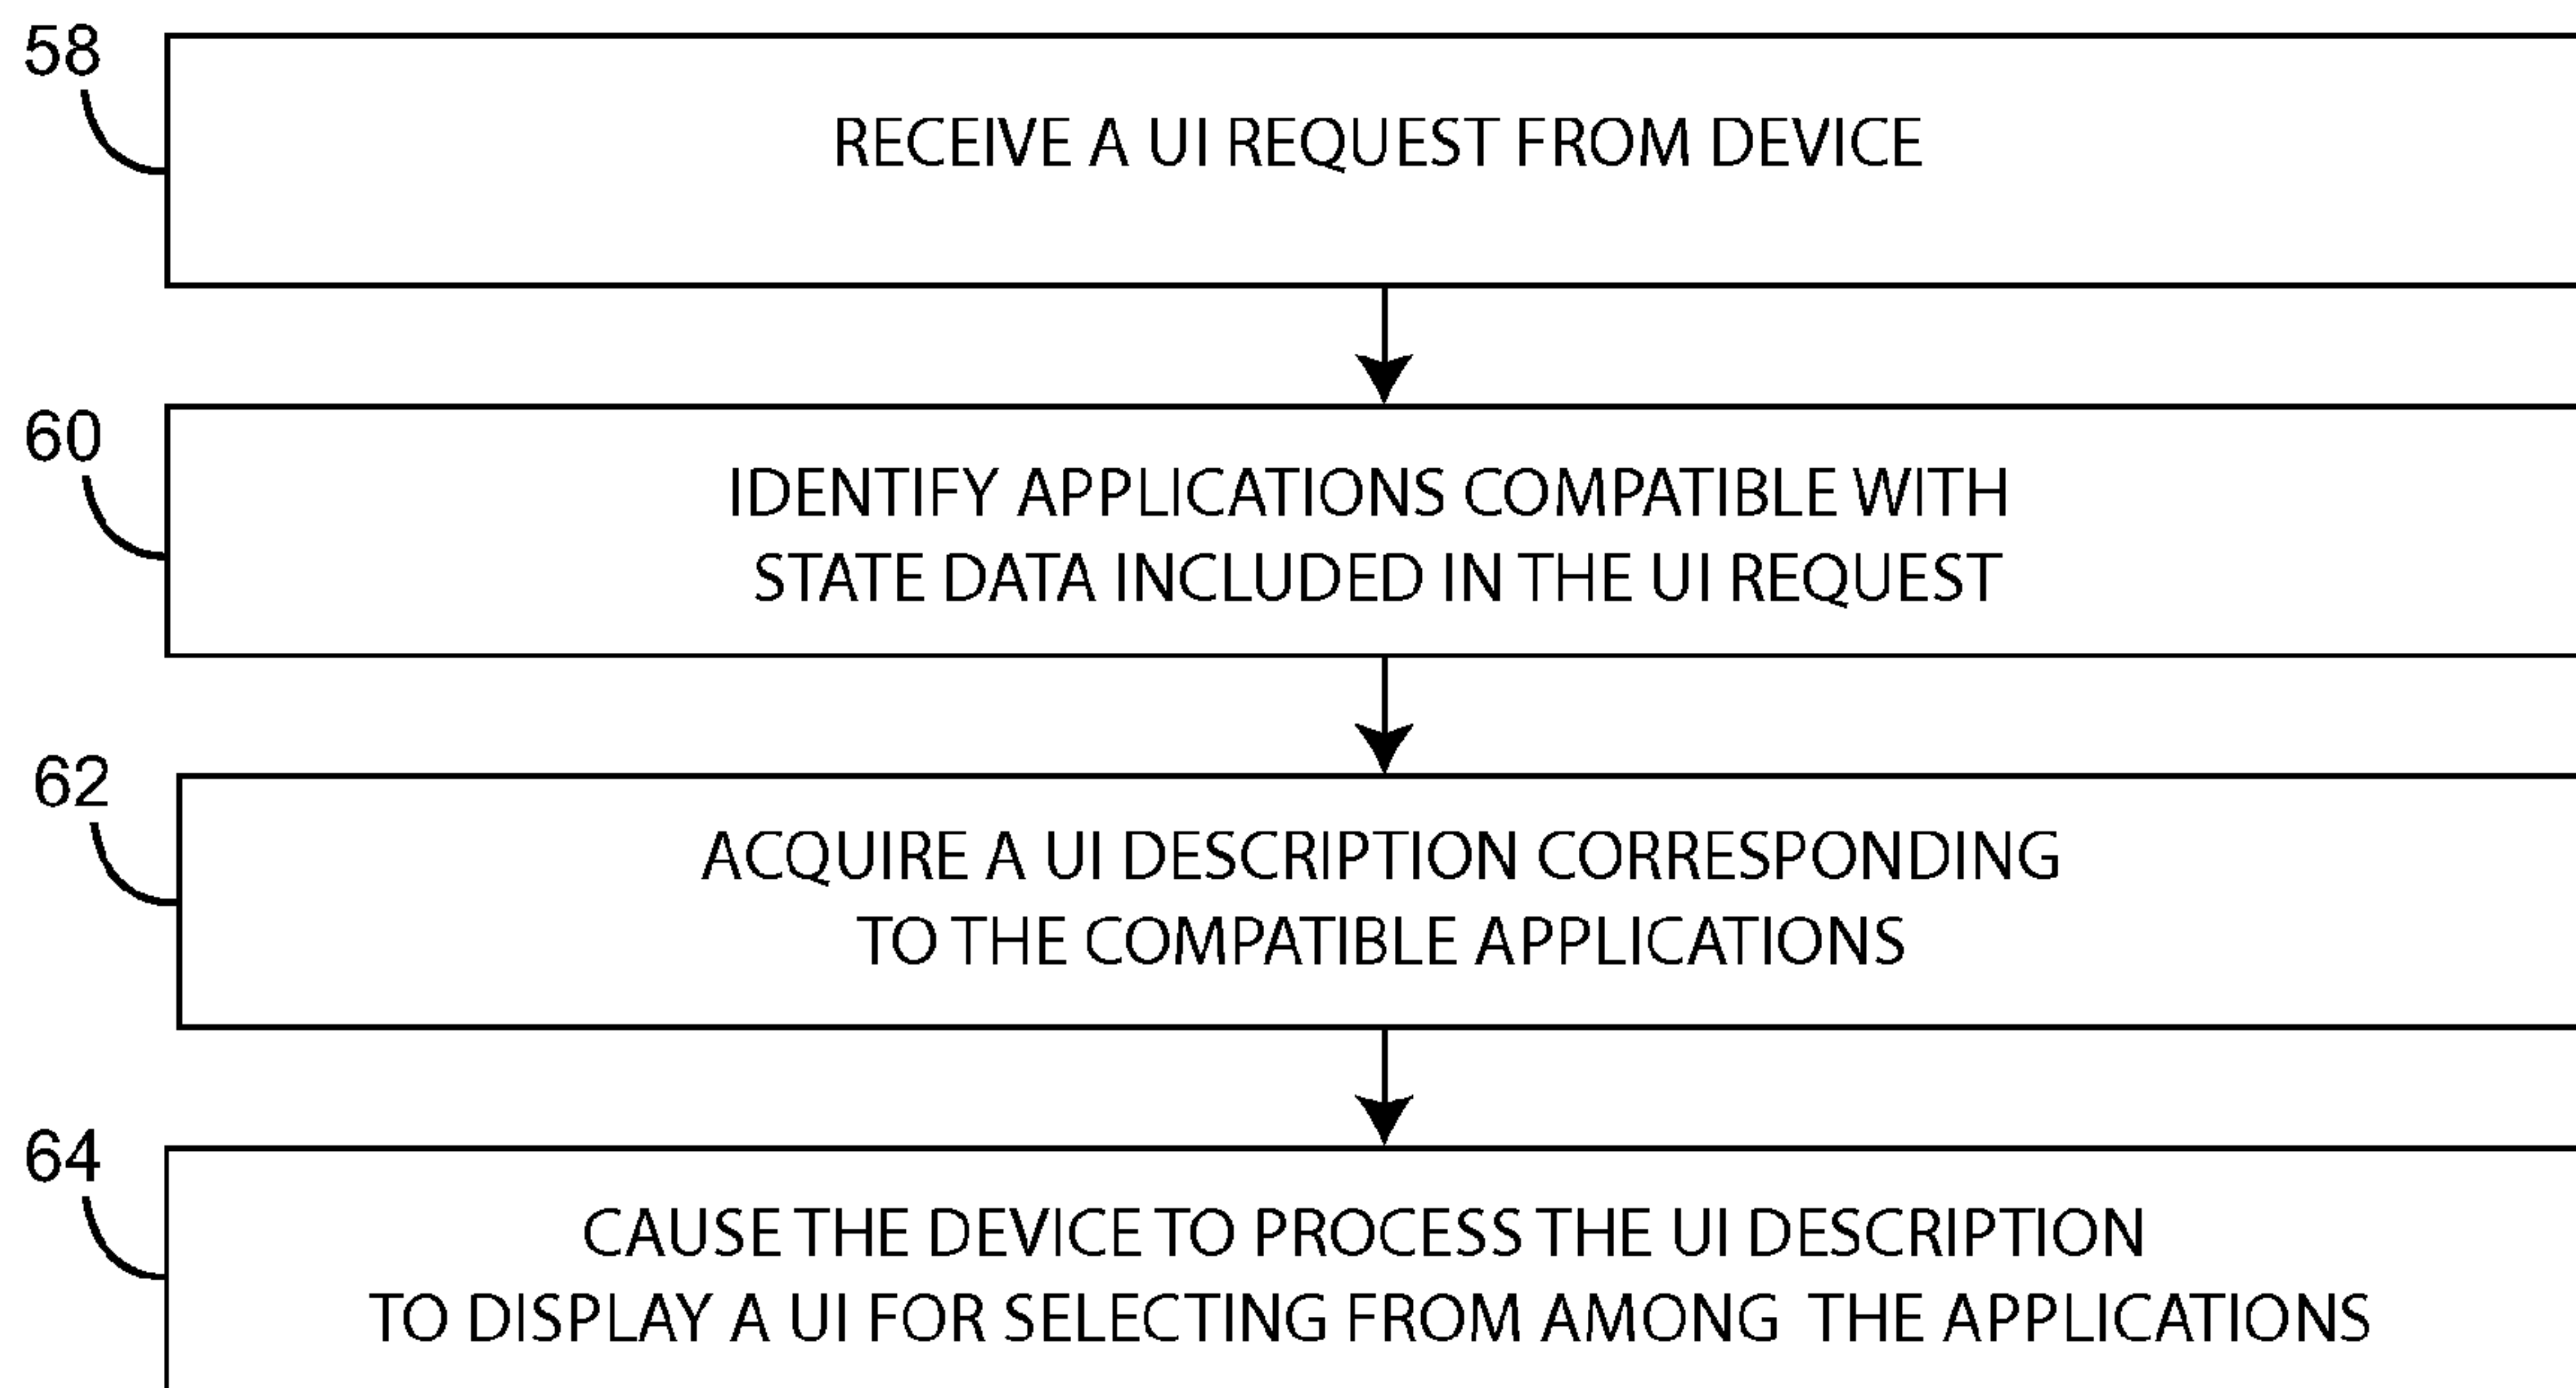 58
RECEIVE A UI REQUEST FROM DEVICE
60
IDENTIFY APPLICATIONS COMPATIBLE WITH
STATE DATA INCLUDED IN THE UI REQUEST
62
ACQUIRE A UI DESCRIPTION CORRESPONDING
TO THE COMPATIBLE APPLICATIONS
64
CAUSE THE DEVICE TO PROCESS THE UI DESCRIPTION
TO DISPLAY A UI FOR SELECTING FROM AMONG THE APPLICATIONS